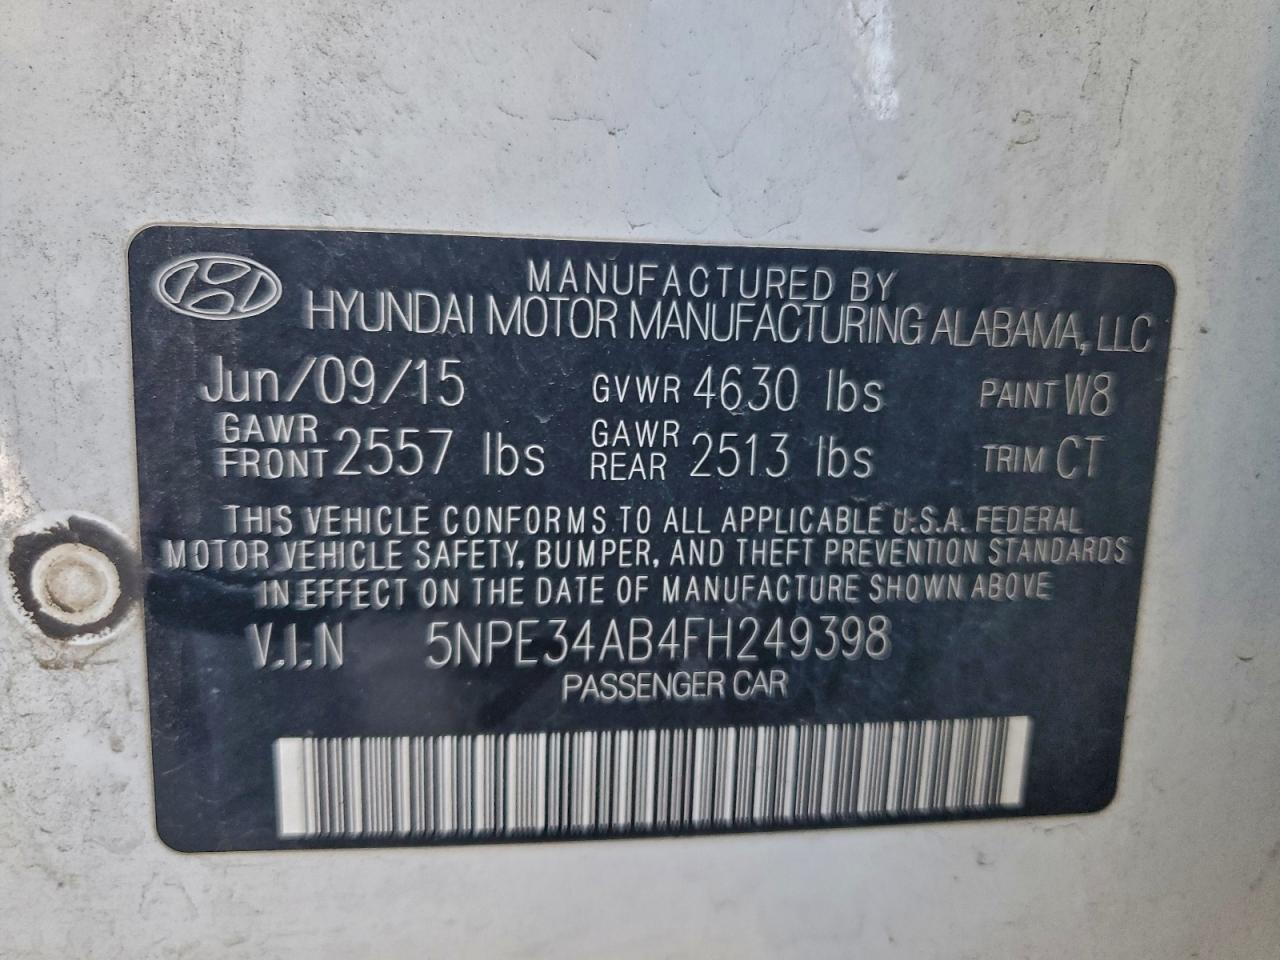 MANUFACTURED BY
HYUNDAI MOTOR MANUFACTURING ALABAMA, LLC
Jun/09/15 GVWR 4630 lbs PAINT W8
GAWR FRONT 2557 lbs GAWR REAR 2513 lbs TRIM CT
THIS VEHICLE CONFORMS TO ALL APPLICABLE U.S.A. FEDERAL
MOTOR VEHICLE SAFETY, BUMPER, AND THEFT PREVENTION STANDARDS
IN EFFECT ON THE DATE OF MANUFACTURE SHOWN ABOVE
V.I.N 5NPE34AB4FH249398
PASSENGER CAR